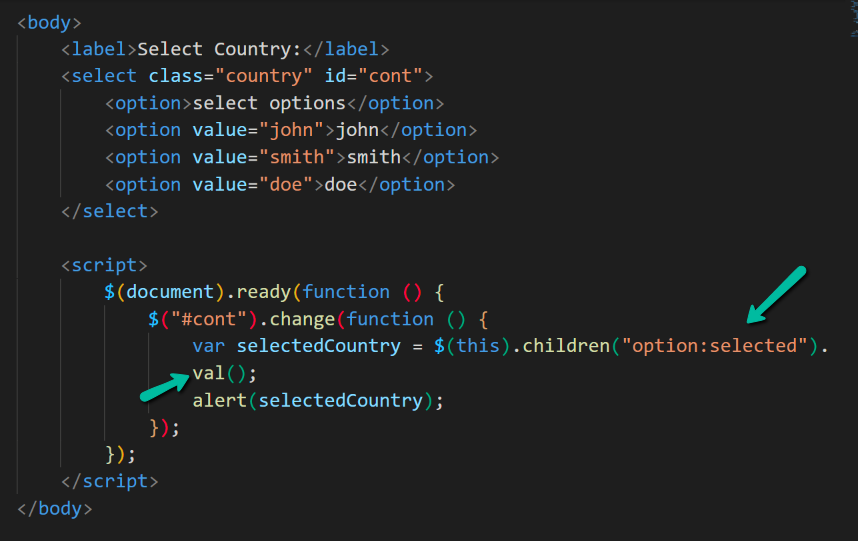 <body>
<label>Select Country:</label>
<select class="country" id="cont">
<option>select options</option>
<option value="john">john</option>
<option value="smith">smith</option>
<option value="doe">doe</option>
</select>
<script>
$(document).ready(function () {
$("#cont").change(function () {
var selectedCountry = $(this).children("option:selected").
val();
alert(selectedCountry);
});
});
</script>
</body>